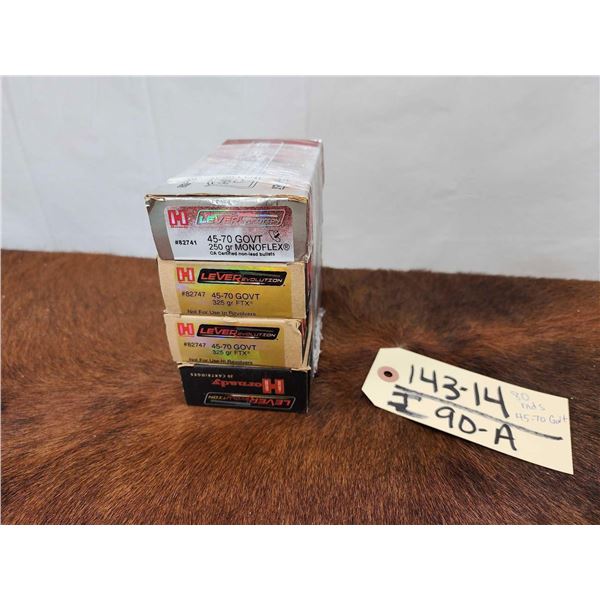 H LEVERevolution
#82741
45-70 GOVT
250 gr MONOFLEX®
CA Certified non-lead bullets
H LEVERevolution
#82747
45-70 GOVT
325 gr FTX®
Not For Use In Revolvers
H LEVERevolution
#82747
45-70 GOVT
325 gr FTX®
Not For Use In Revolvers
H Hornady
20 CARTRIDGES
LEVERevolution
143-14
I 90-A
80
rnds
45-70 Govt